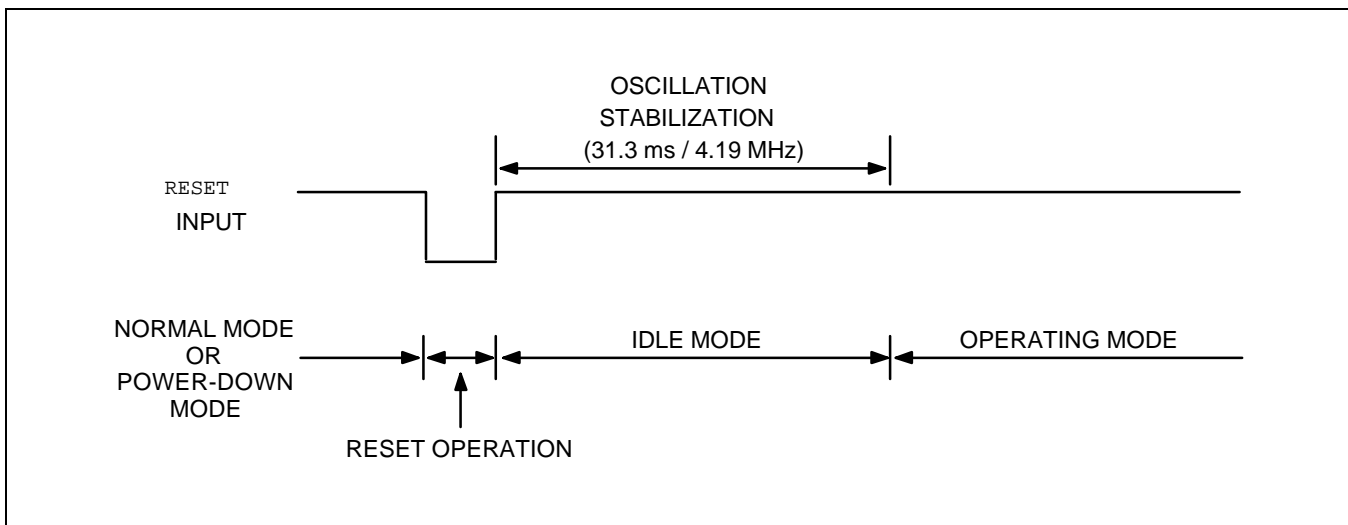 OSCILLATION
STABILIZATION
(31.3 ms / 4.19 MHz)
RESET
INPUT
NORMAL MODE
OR
POWER-DOWN
MODE
IDLE MODE
OPERATING MODE
RESET OPERATION